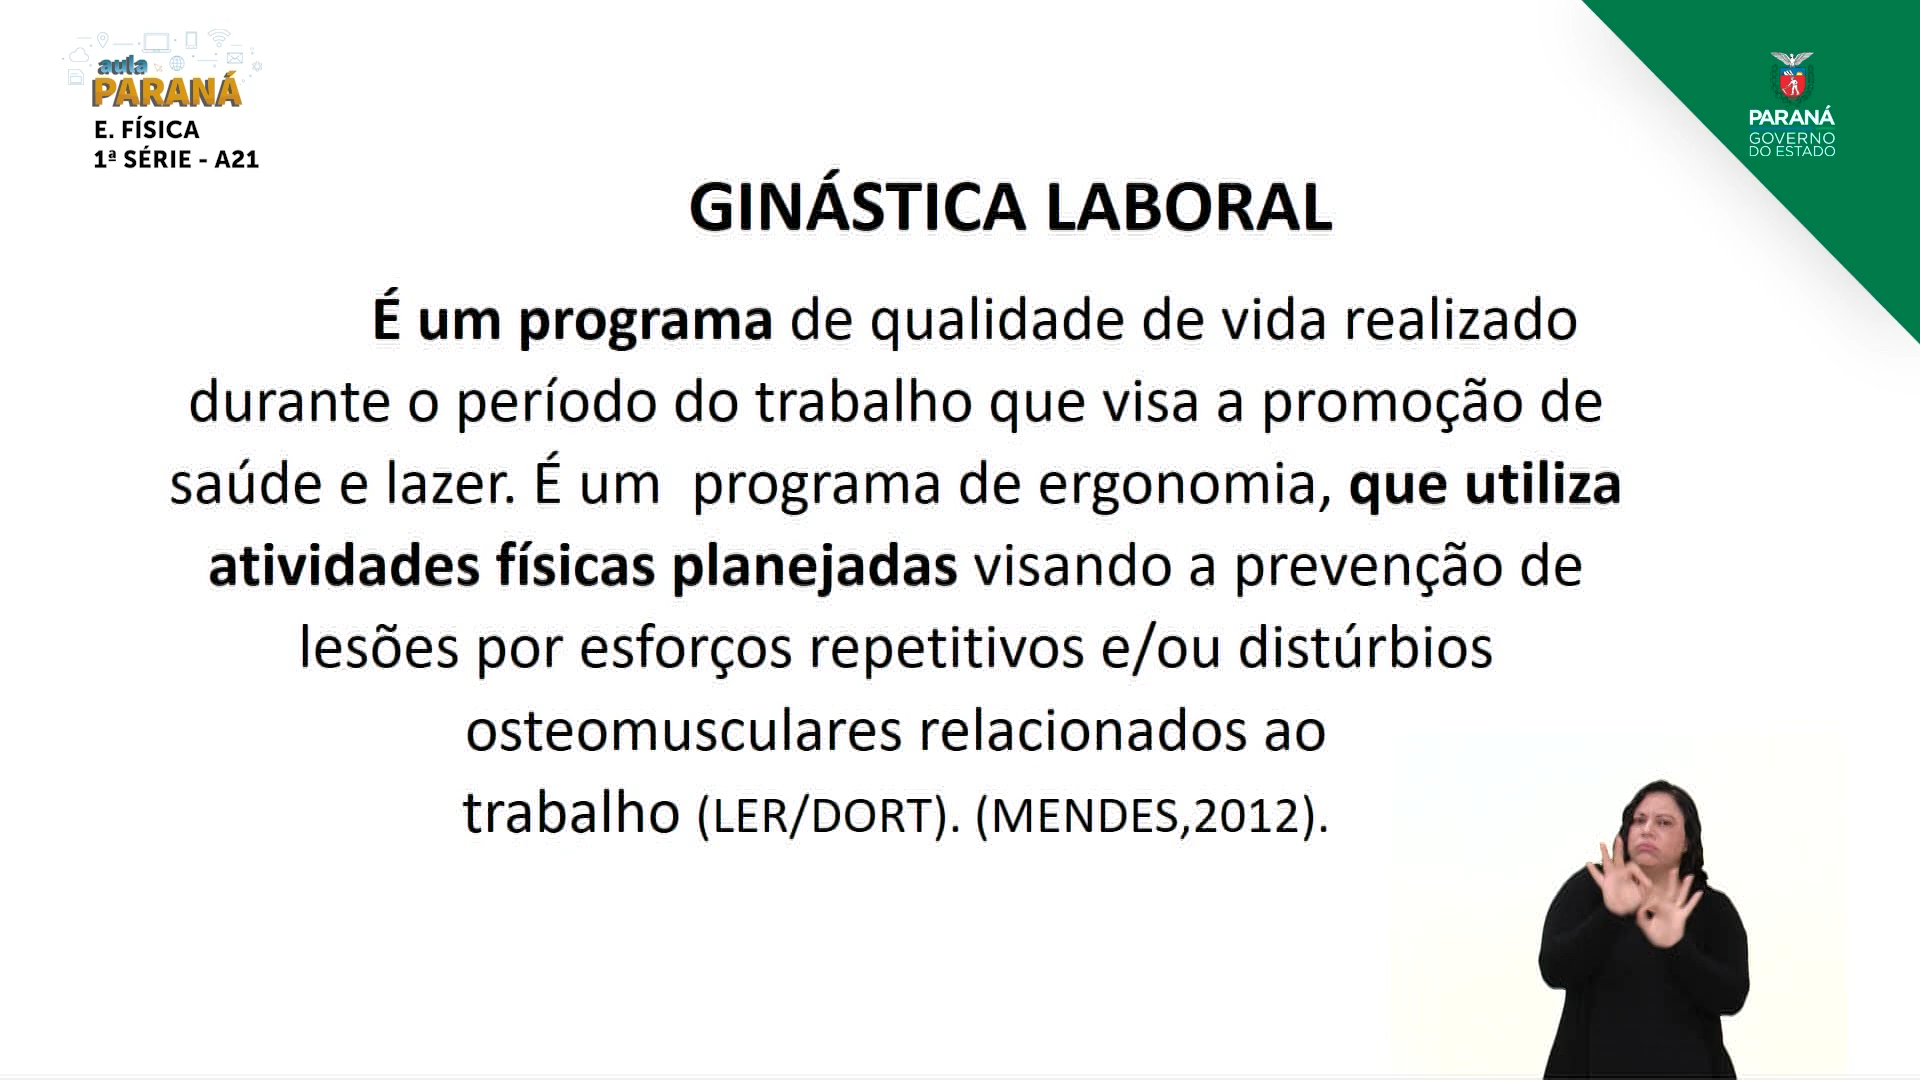 aula
PARANÁ
E. FÍSICA
1ª SÉRIE - A21
PARANÁ
GOVERNO
DO ESTADO
GINÁSTICA LABORAL
É um programa de qualidade de vida realizado
durante o período do trabalho que visa a promoção de
saúde e lazer. É um  programa de ergonomia, que utiliza
atividades físicas planejadas visando a prevenção de
lesões por esforços repetitivos e/ou distúrbios
osteomusculares relacionados ao
trabalho (LER/DORT). (MENDES,2012).